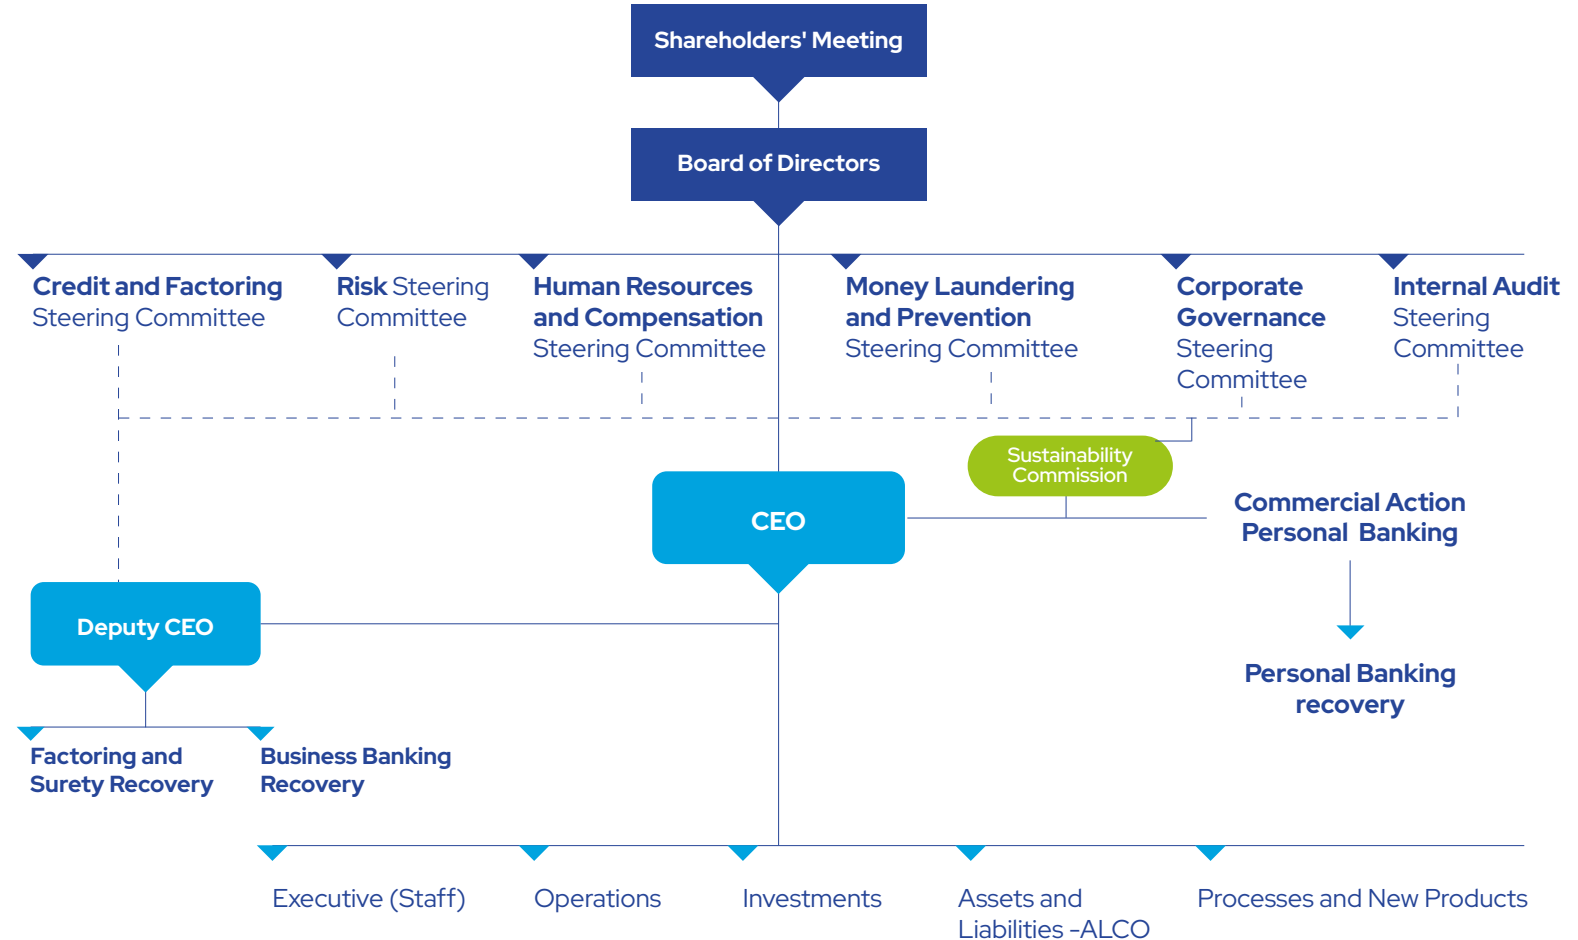 Shareholders' Meeting
Board of Directors
Credit and Factoring
Steering Committee
Risk Steering
Committee
Human Resources
and Compensation
Steering Committee
Money Laundering
and Prevention
Steering Committee
Corporate
Governance
Steering
Committee
Internal Audit
Steering
Committee
Sustainability
Commission
CEO
Commercial Action
Personal Banking
Deputy CEO
Personal Banking
recovery
Factoring and
Surety Recovery
Business Banking
Recovery
Executive (Staff)
Operations
Investments
Assets and
Liabilities -ALCO
Processes and New Products